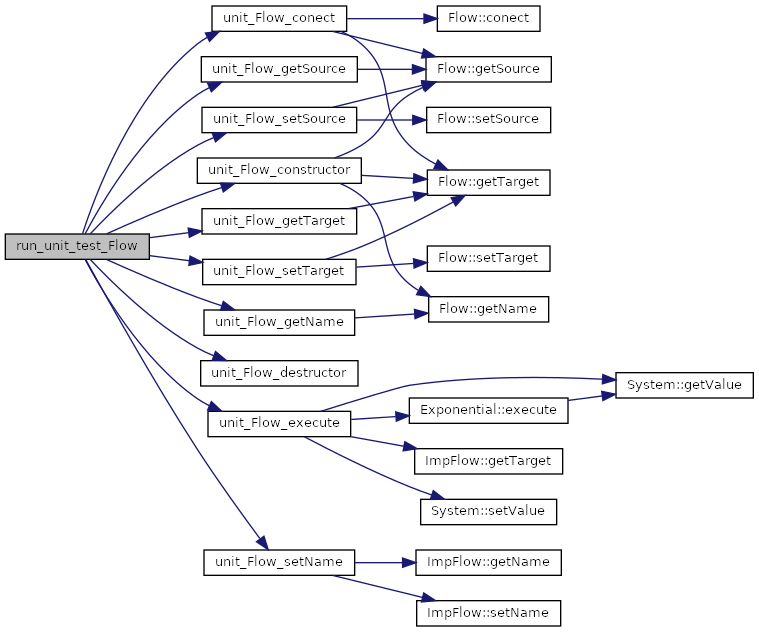 unit_Flow_conect
Flow::conect
unit_Flow_getSource
Flow::getSource
unit_Flow_setSource
Flow::setSource
unit_Flow_constructor
Flow::getTarget
unit_Flow_getTarget
run_unit_test_Flow
unit_Flow_setTarget
Flow::setTarget
unit_Flow_getName
Flow::getName
unit_Flow_destructor
System::getValue
unit_Flow_execute
Exponential::execute
ImpFlow::getTarget
System::setValue
unit_Flow_setName
ImpFlow::getName
ImpFlow::setName